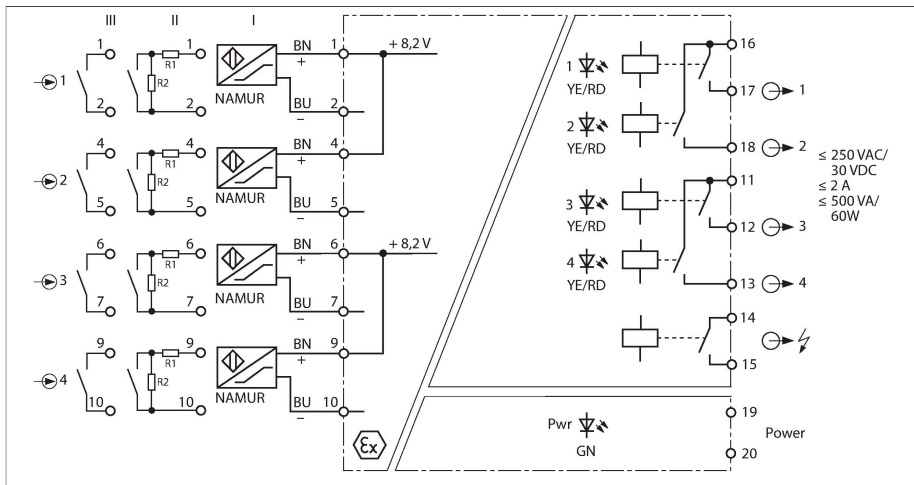 III II I
1 1 BN 1 + 8,2 V
+
R1
1
R2
NAMUR
BU
2 2 – 2
4 4 BN 4
+
R1
2
R2
NAMUR
BU
5 5 – 5
6 6 BN 6 + 8,2 V
+
R1
3
R2
NAMUR
BU
7 7 – 7
9 9 BN 9
+
R1
4
R2
NAMUR
BU
10 10 – 10
Ex
16
1
YE/RD
17 1
2
YE/RD
18 2
≤ 250 VAC/
30 VDC
≤ 2 A
≤ 500 VA/
60W
11
3
YE/RD
12 3
4
YE/RD
13 4
14
15
19
Pwr
GN
Power
20